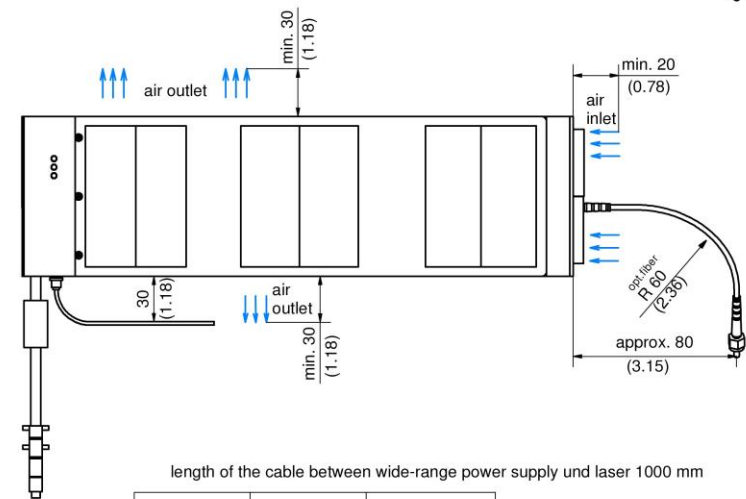 min. 30
(1.18)
air outlet
min. 20
(0.78)
air
inlet
opt.fiber
R 60
(2.36)
30
(1.18)
air
outlet
min. 30
(1.18)
approx. 80
(3.15)
length of the cable between wide-range power supply und laser 1000 mm